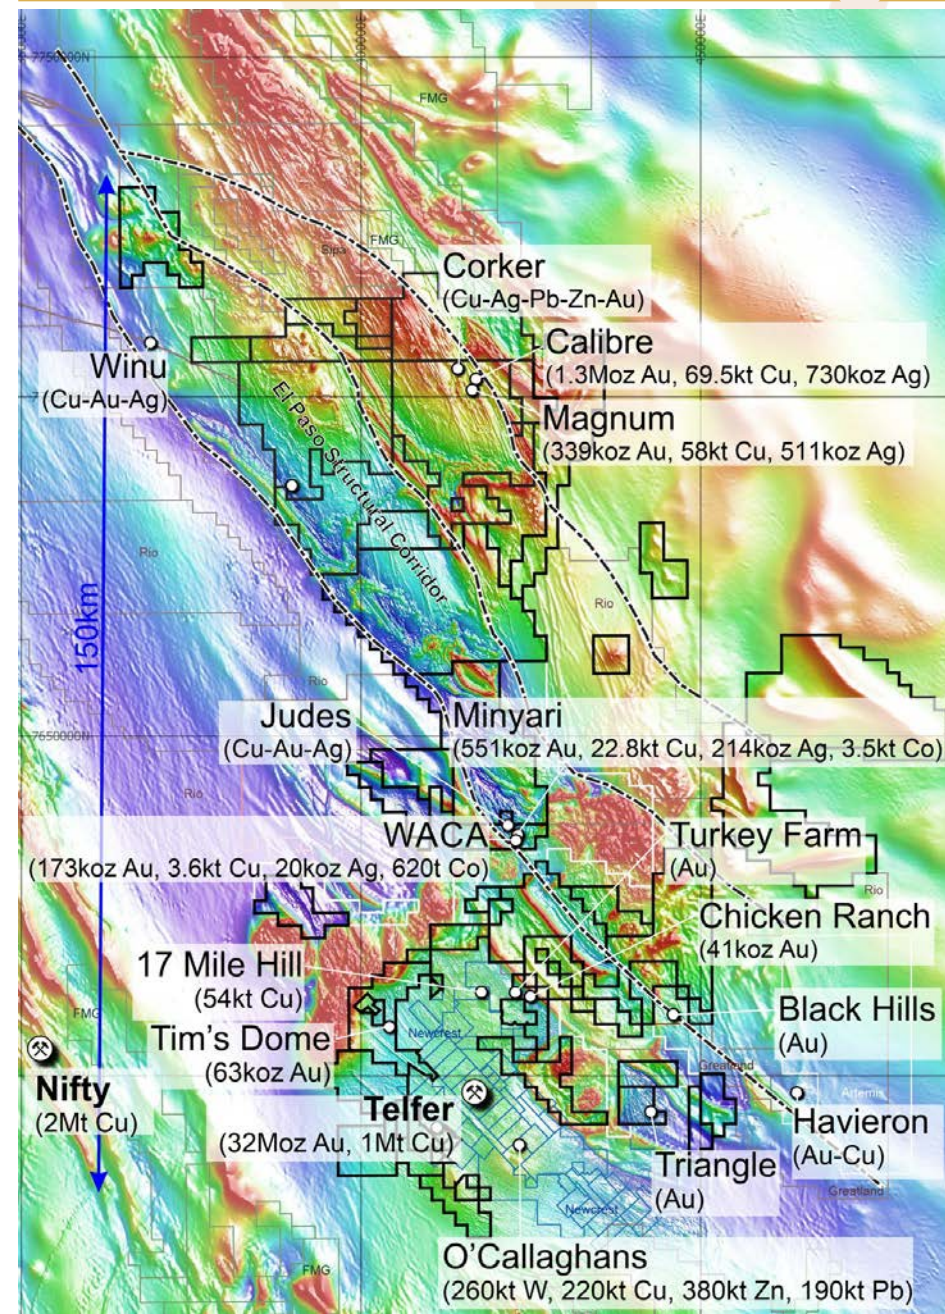 7750000N
400000E
FMG
Sipa
FMG
Corker
(Cu-Ag-Pb-Zn-Au)
Calibre
(1.3Moz Au, 69.5kt Cu, 730koz Ag)
Winu
(Cu-Au-Ag)
Magnum
(339koz Au, 58kt Cu, 511koz Ag)
El Paso Structural Corridor
Rio
150km
Rio
Rio
Judes
(Cu-Au-Ag)
Minyari
(551koz Au, 22.8kt Cu, 214koz Ag, 3.5kt Co)
7650000N
Rio
WACA
(173koz Au, 3.6kt Cu, 20koz Ag, 620t Co)
Turkey Farm
(Au)
Rio
Chicken Ranch
(41koz Au)
17 Mile Hill
(54kt Cu)
Black Hills
(Au)
FMG
Newcrest
Tim's Dome
(63koz Au)
Greatland
Artemis
Nifty
(2Mt Cu)
Telfer
(32Moz Au, 1Mt Cu)
Havieron
(Au-Cu)
Triangle
(Au)
Greatland
Newcrest
O'Callaghans
(260kt W, 220kt Cu, 380kt Zn, 190kt Pb)
FMG